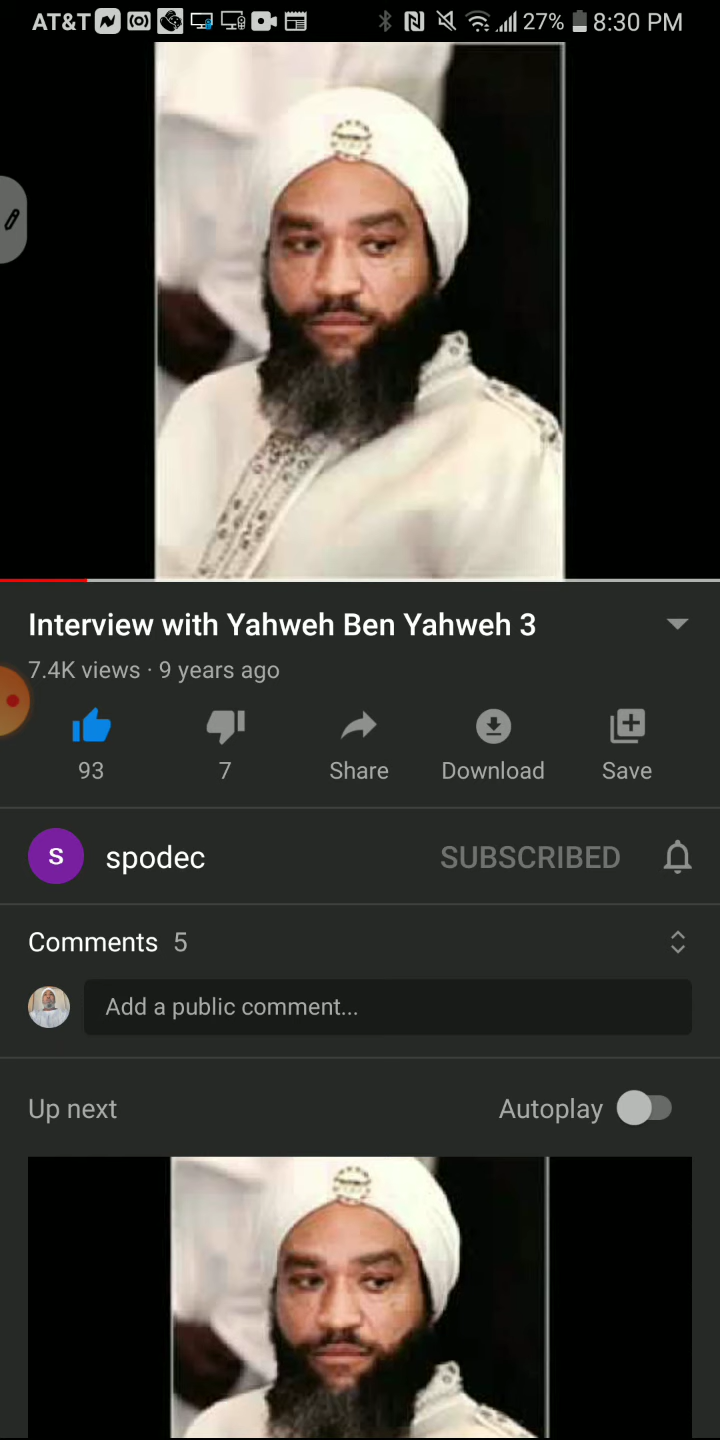 AT&T 27% 8:30 PM
Interview with Yahweh Ben Yahweh 3
7.4K views · 9 years ago
93 7 Share Download Save
S spodec SUBSCRIBED
Comments 5
Add a public comment...
Up next Autoplay